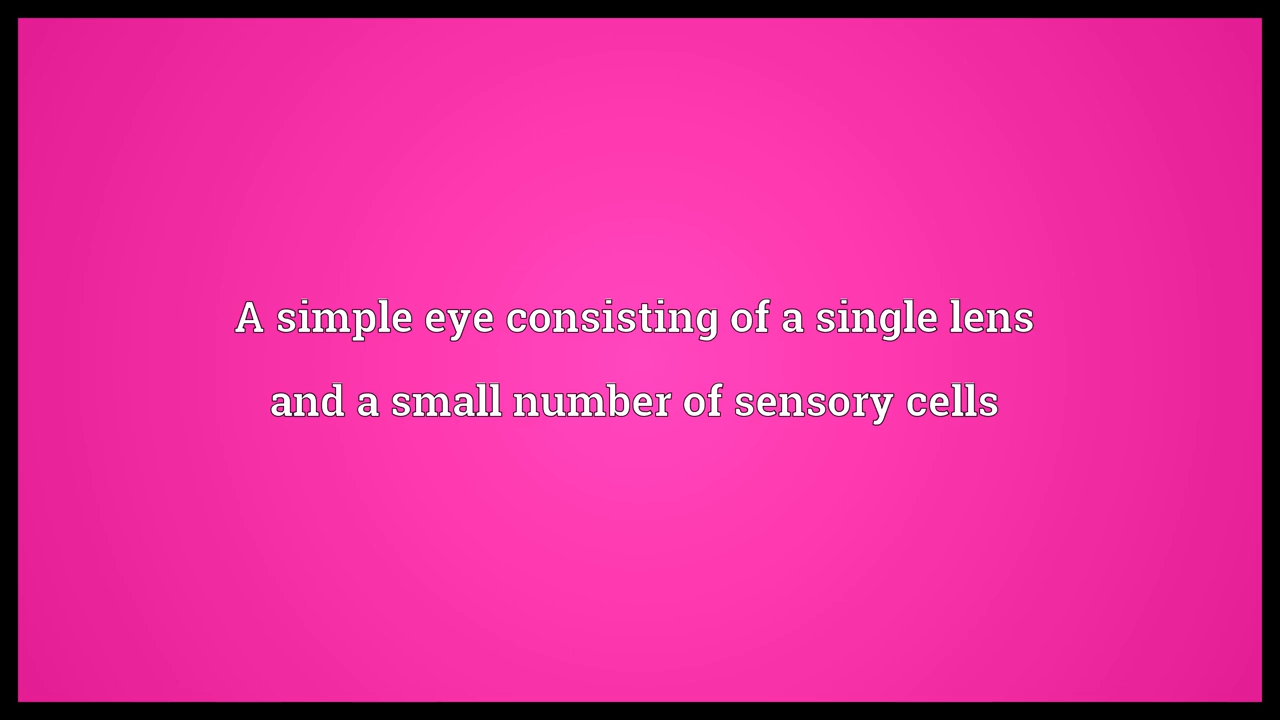 A simple eye consisting of a single lens
and a small number of sensory cells